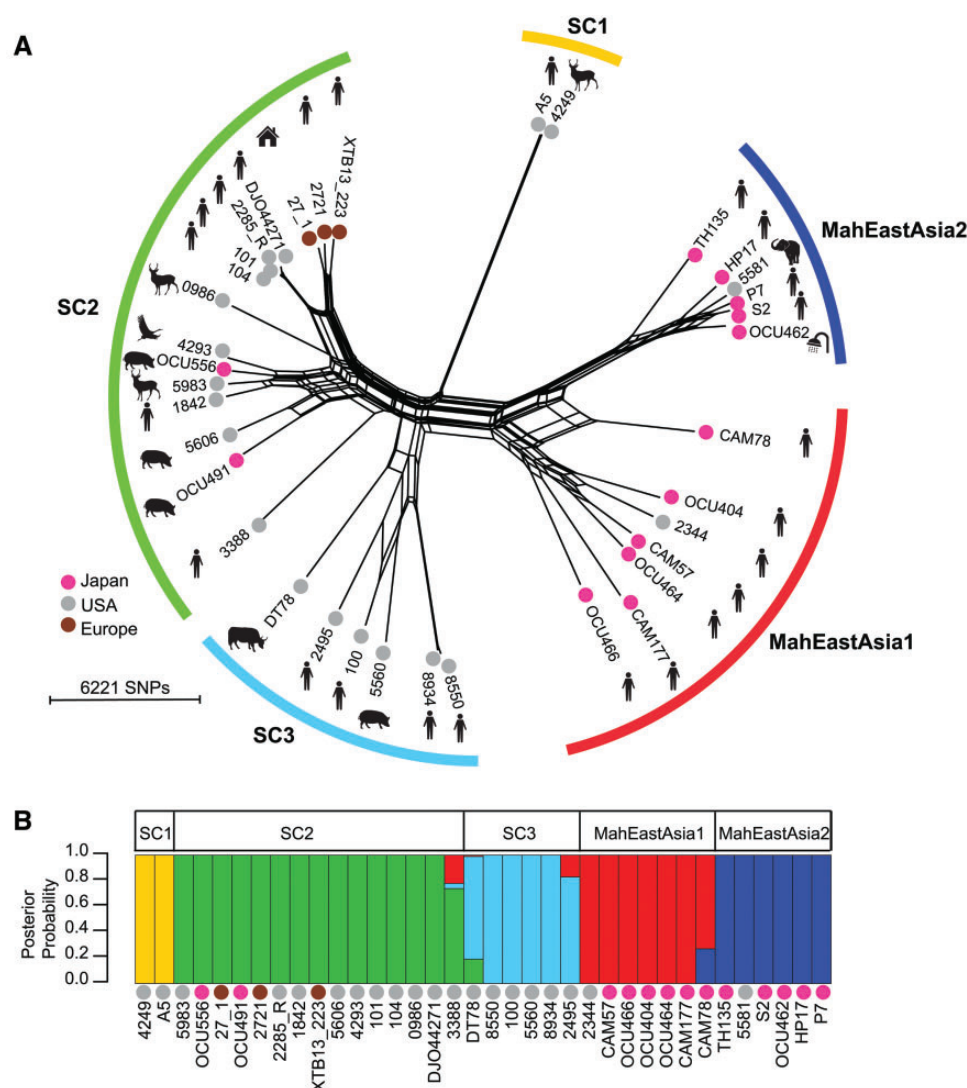 A
SC1
A5
4249
MahEastAsia2
TH135
HP17
5581
P7
S2
OCU462
SC2
XTB13_223
2721
27_1
DJO44271
2285_R
101
104
0986
4293
OCU556
5983
1842
5606
OCU491
3388
Japan
USA
Europe
6221 SNPs
SC3
DT78
2495
100
5560
8934
8550
MahEastAsia1
CAM78
OCU404
2344
CAM57
OCU464
CAM177
OCU466
B
SC1 SC2 SC3 MahEastAsia1 MahEastAsia2
Posterior
Probability
1.0
0.8
0.6
0.4
0.2
0.0
4249 A5 5983 OCU556 27_1 OCU491 2721 2285_R 1842 XTB13_223 5606 4293 101 104 0986 DJO44271 3388 DT78 8550 100 5560 8934 2495 2344 CAM57 OCU466 OCU404 OCU464 CAM177 CAM78 TH135 5581 S2 OCU462 HP17 P7